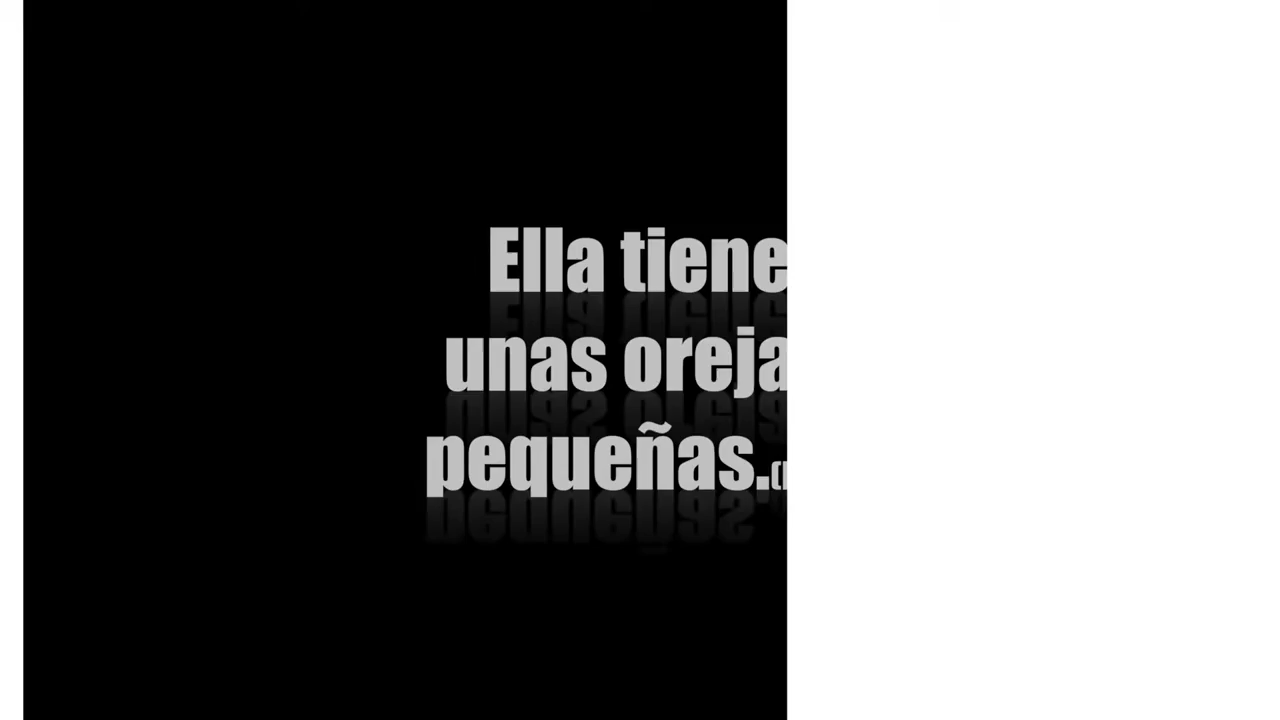 Ella tiene
unas oreja
pequeñas.